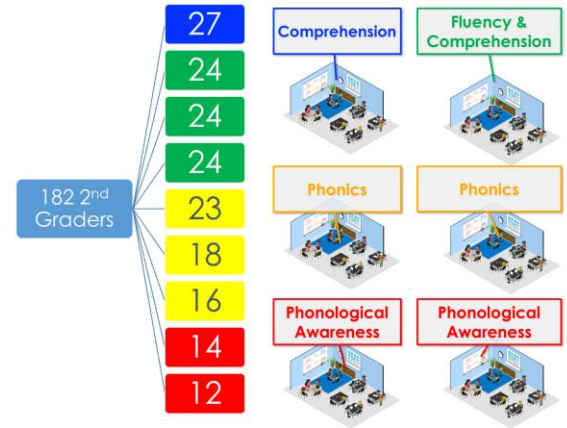 182 2nd
Graders
27
24
24
24
23
18
16
14
12
Comprehension
Fluency &
Comprehension
Phonics
Phonics
Phonological
Awareness
Phonological
Awareness